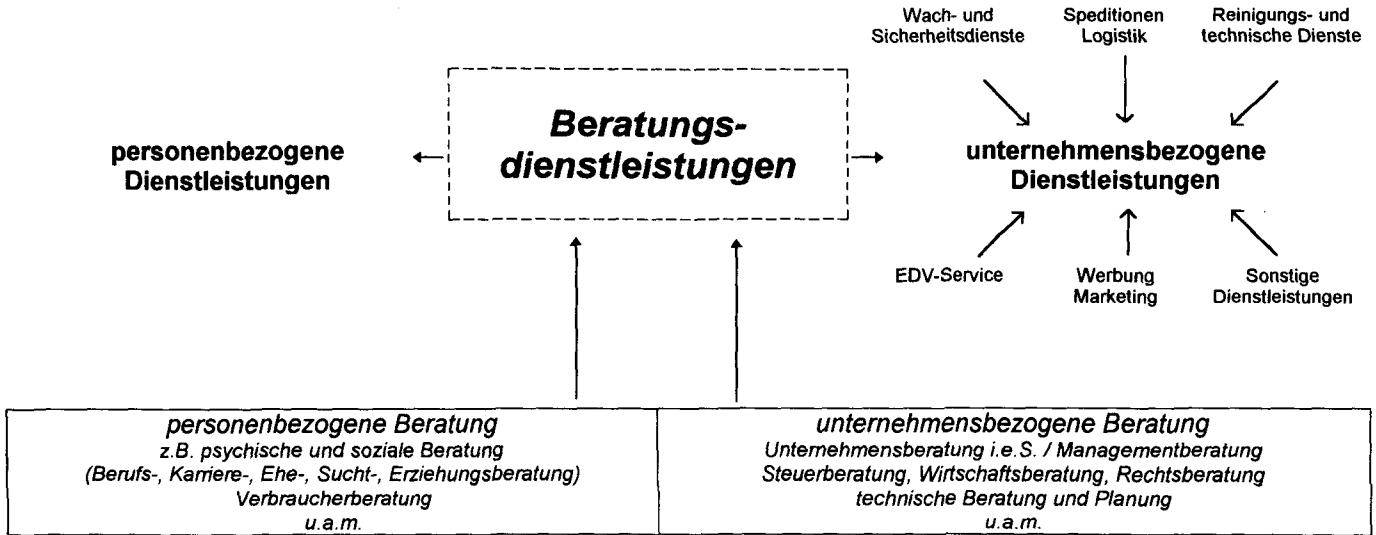 Wach- und
Sicherheitsdienste
Speditionen
Logistik
Reinigungs- und
technische Dienste
Beratungs-
dienstleistungen
personenbezogene
Dienstleistungen
unternehmensbezogene
Dienstleistungen
EDV-Service
Werbung
Marketing
Sonstige
Dienstleistungen
personenbezogene Beratung
z.B. psychische und soziale Beratung
(Berufs-, Karriere-, Ehe-, Sucht-, Erziehungsberatung)
Verbraucherberatung
u.a.m.
unternehmensbezogene Beratung
Unternehmensberatung i.e.S. / Managementberatung
Steuerberatung, Wirtschaftsberatung, Rechtsberatung
technische Beratung und Planung
u.a.m.